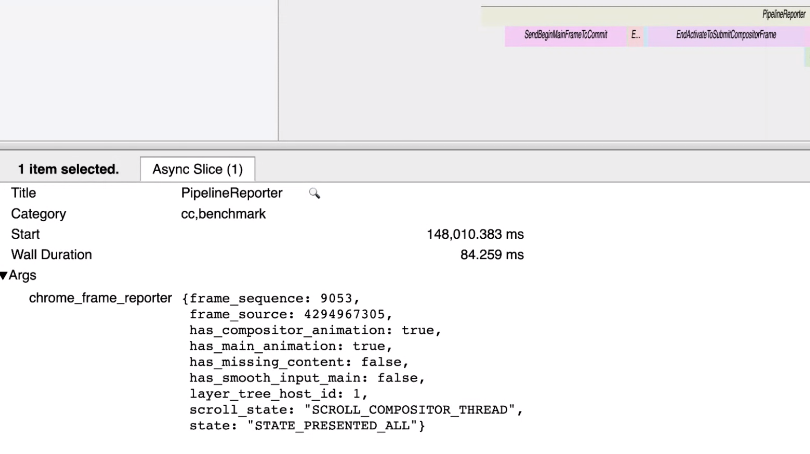 PipelineReporter
SendBeginMainFrameToCommit E... EndActivateToSubmitCompositorFrame
1 item selected. Async Slice (1)
Title PipelineReporter
Category cc,benchmark
Start 148,010.383 ms
Wall Duration 84.259 ms
▼Args
chrome_frame_reporter {frame_sequence: 9053,
frame_source: 4294967305,
has_compositor_animation: true,
has_main_animation: true,
has_missing_content: false,
has_smooth_input_main: false,
layer_tree_host_id: 1,
scroll_state: "SCROLL_COMPOSITOR_THREAD",
state: "STATE_PRESENTED_ALL"}